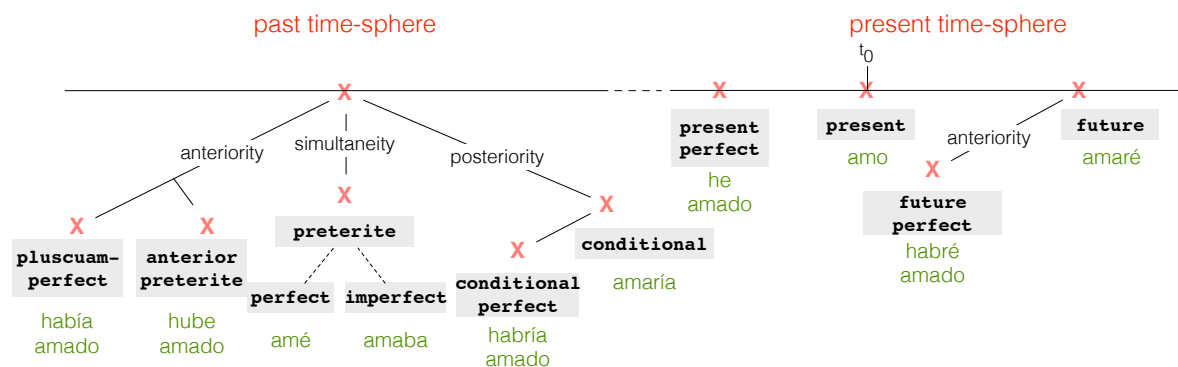 past time-sphere
present time-sphere
t0
anteriority
simultaneity
posteriority
anteriority
X
X
X
X
X
X
X
X
X
X
X
present
perfect
present
future
he
amado
amo
amaré
future
perfect
habré
amado
pluscuam-
perfect
anterior
preterite
preterite
conditional
perfect
imperfect
conditional
perfect
amaría
había
amado
hube
amado
amé
amaba
habría
amado